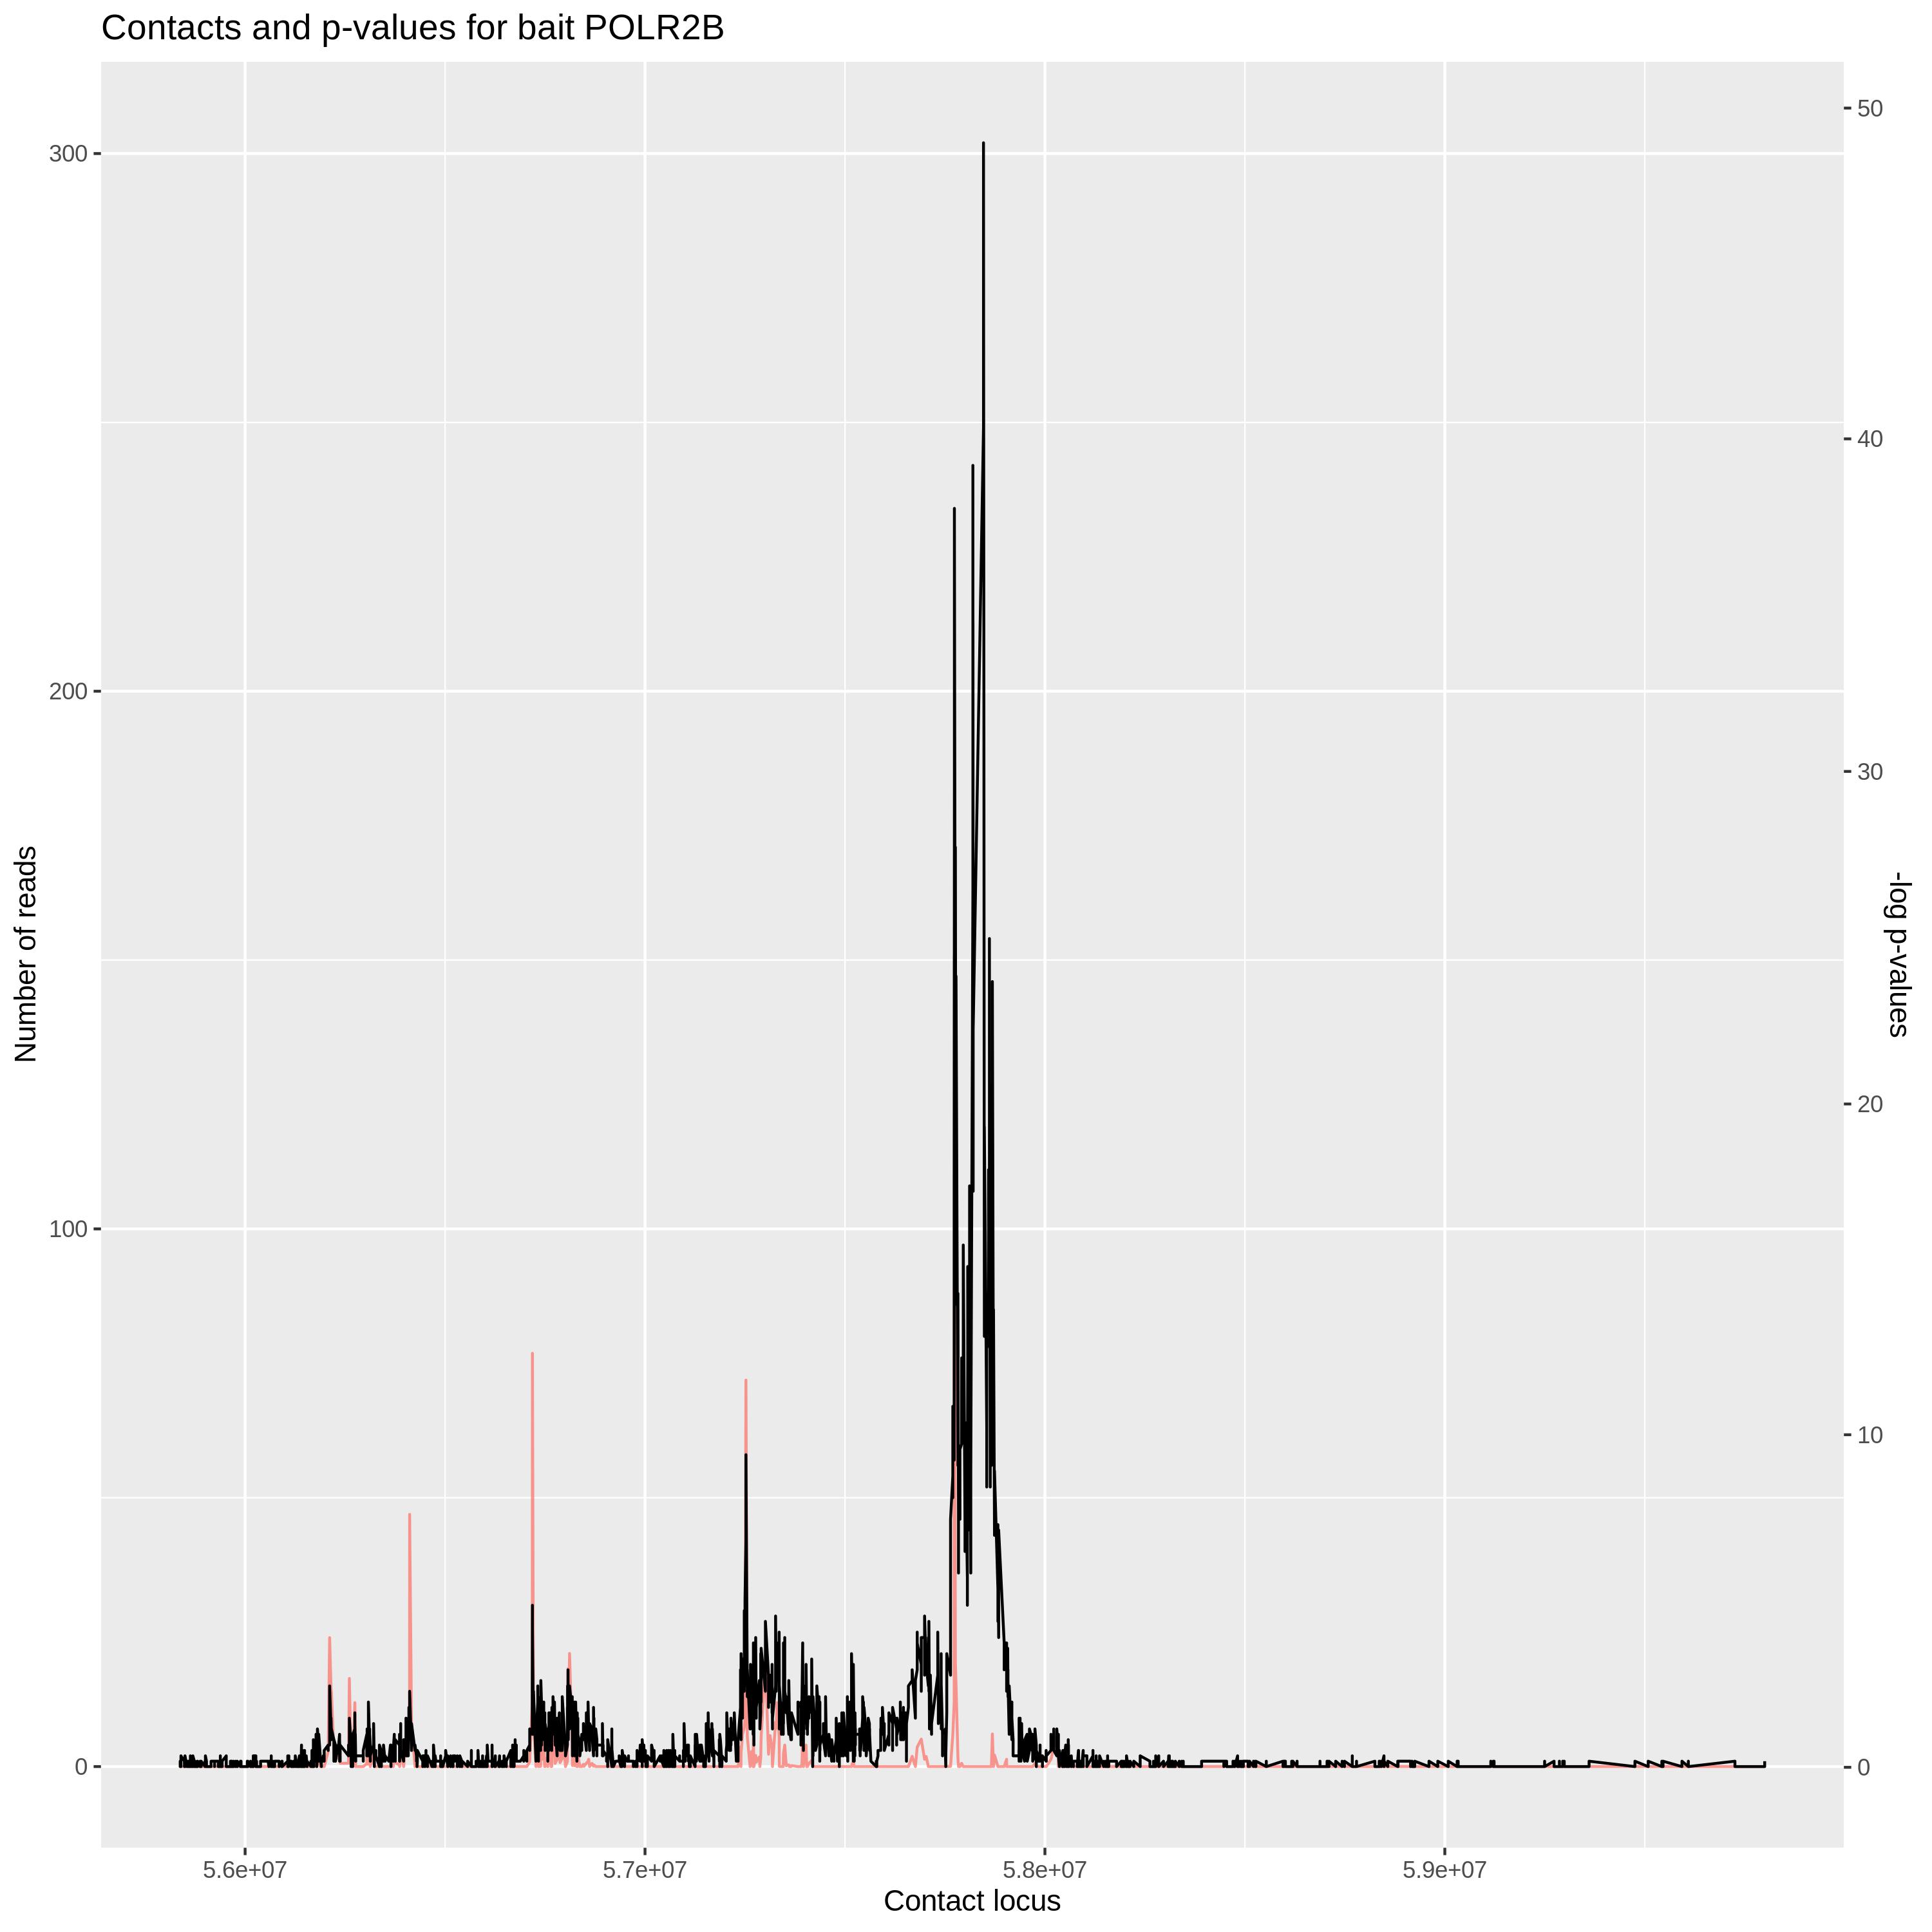 Contacts and p-values for bait POLR2B
300
200
100
0
Number of reads
50
40
30
20
10
0
-log p-values
5.6e+07
5.7e+07
5.8e+07
5.9e+07
Contact locus